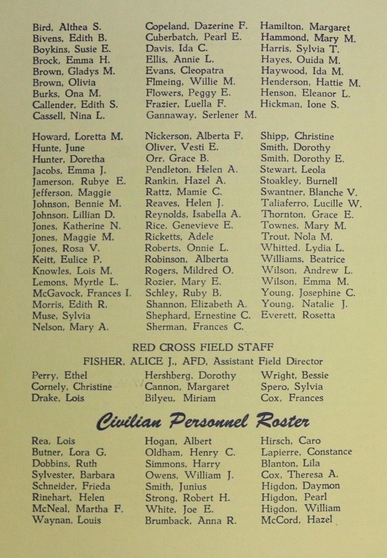 Bird, Althea S. Copeland, Dazerine F. Hamilton, Margaret
Bivens, Edith B. Cuberbatch, Pearl E. Hammond, Mary M.
Boykins, Susie E. Davis, Ida C. Harris, Sylvia T.
Brock, Emma H. Ellis, Annie L. Hayes, Ouida M.
Brown, Gladys M. Evans, Cleopatra Haywood, Ida M.
Brown, Olivia Flmeing, Willie M. Henderson, Hattie M.
Burks, Ona M. Flowers, Peggy E. Henson, Eleanor L.
Callender, Edith S. Frazier, Luella F. Hickman, Ione S.
Cassell, Nina L. Gannaway, Serlener M.
Howard, Loretta M. Nickerson, Alberta F. Shipp, Christine
Hunte, June Oliver, Vesti E. Smith, Dorothy
Hunter, Doretha Orr, Grace B. Smith, Dorothy E.
Jacobs, Emma J. Pendleton, Helen A. Stewart, Leola
Jamerson, Rubye E. Rankin, Hazel A. Stoakley, Burnell
Jefferson, Maggie Rattz, Mamie C. Swantner, Blanche V.
Johnson, Bennie M. Reaves, Helen J. Taliaferro, Lucille W.
Johnson, Lillian D. Reynolds, Isabella A. Thornton, Grace E.
Jones, Katherine N. Rice, Genevieve E. Townes, Mary M.
Jones, Maggie M. Ricketts, Adele Trout, Nola M.
Jones, Rosa V. Roberts, Onnie L. Whitted, Lydia L.
Keitt, Eulice P. Robinson, Alberta Williams, Beatrice
Knowles, Lois M. Rogers, Mildred O. Wilson, Andrew L.
Lemons, Myrtle L. Rozier, Mary E. Wilson, Emma M.
McGavock, Frances I. Schley, Ruby B. Young, Josephine C.
Morris, Edith R. Shannon, Elizabeth A. Young, Natalie J.
Muse, Sylvia Shephard, Ernestine C. Everett, Rosetta
Nelson, Mary A. Sherman, Frances C.
RED CROSS FIELD STAFF
FISHER, ALICE J., AFD, Assistant Field Director
Perry, Ethel Hershberg, Dorothy Wright, Bessie
Cornely, Christine Cannon, Margaret Spero, Sylvia
Drake, Lois Bilyeu, Miriam Cox, Frances
Civilian Personnel Roster
Rea, Lois Hogan, Albert Hirsch, Caro
Butner, Lora G. Oldham, Henry C. Lapierre, Constance
Dobbins, Ruth Simmons, Harry Blanton, Lila
Sylvester, Barbara Owens, William J. Cox, Theresa A.
Schneider, Frieda Smith, Junius Higdon, Daymon
Rinehart, Helen Strong, Robert H. Higdon, Pearl
McNeal, Martha F. White, Joe E. Higdon, William
Waynan, Louis Brumback, Anna R. McCord, Hazel